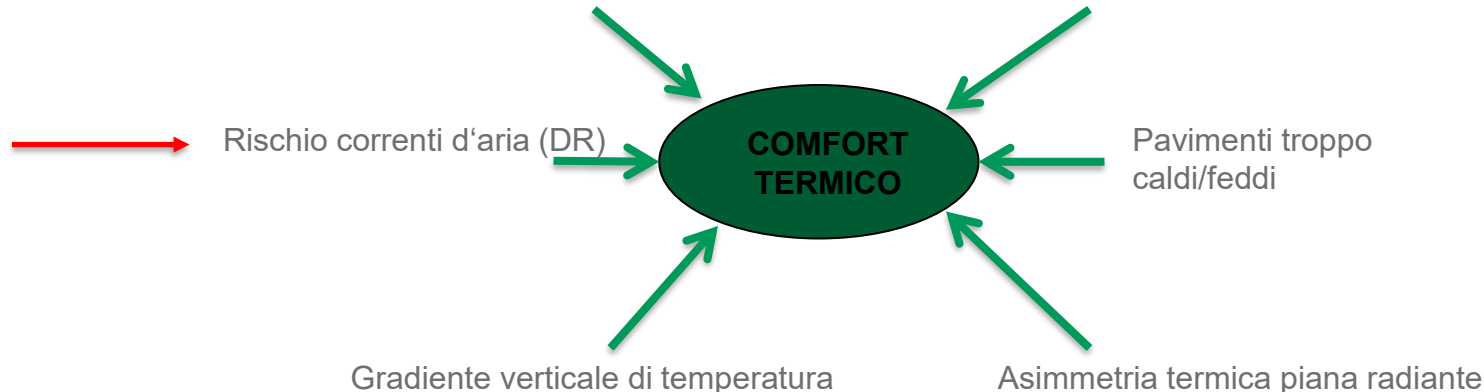 Rischio correnti d‘aria (DR)
COMFORT
TERMICO
Pavimenti troppo
caldi/feddi
Gradiente verticale di temperatura
Asimmetria termica piana radiante